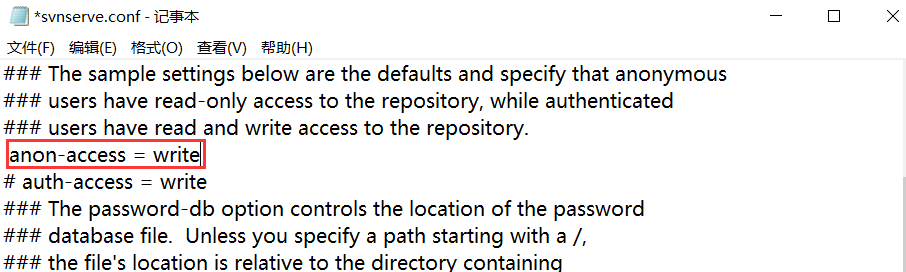 *svnserve.conf - 记事本
文件(F) 编辑(E) 格式(O) 查看(V) 帮助(H)
### The sample settings below are the defaults and specify that anonymous
### users have read-only access to the repository, while authenticated
### users have read and write access to the repository.
anon-access = write
# auth-access = write
### The password-db option controls the location of the password
### database file.  Unless you specify a path starting with a /,
### the file's location is relative to the directory containing